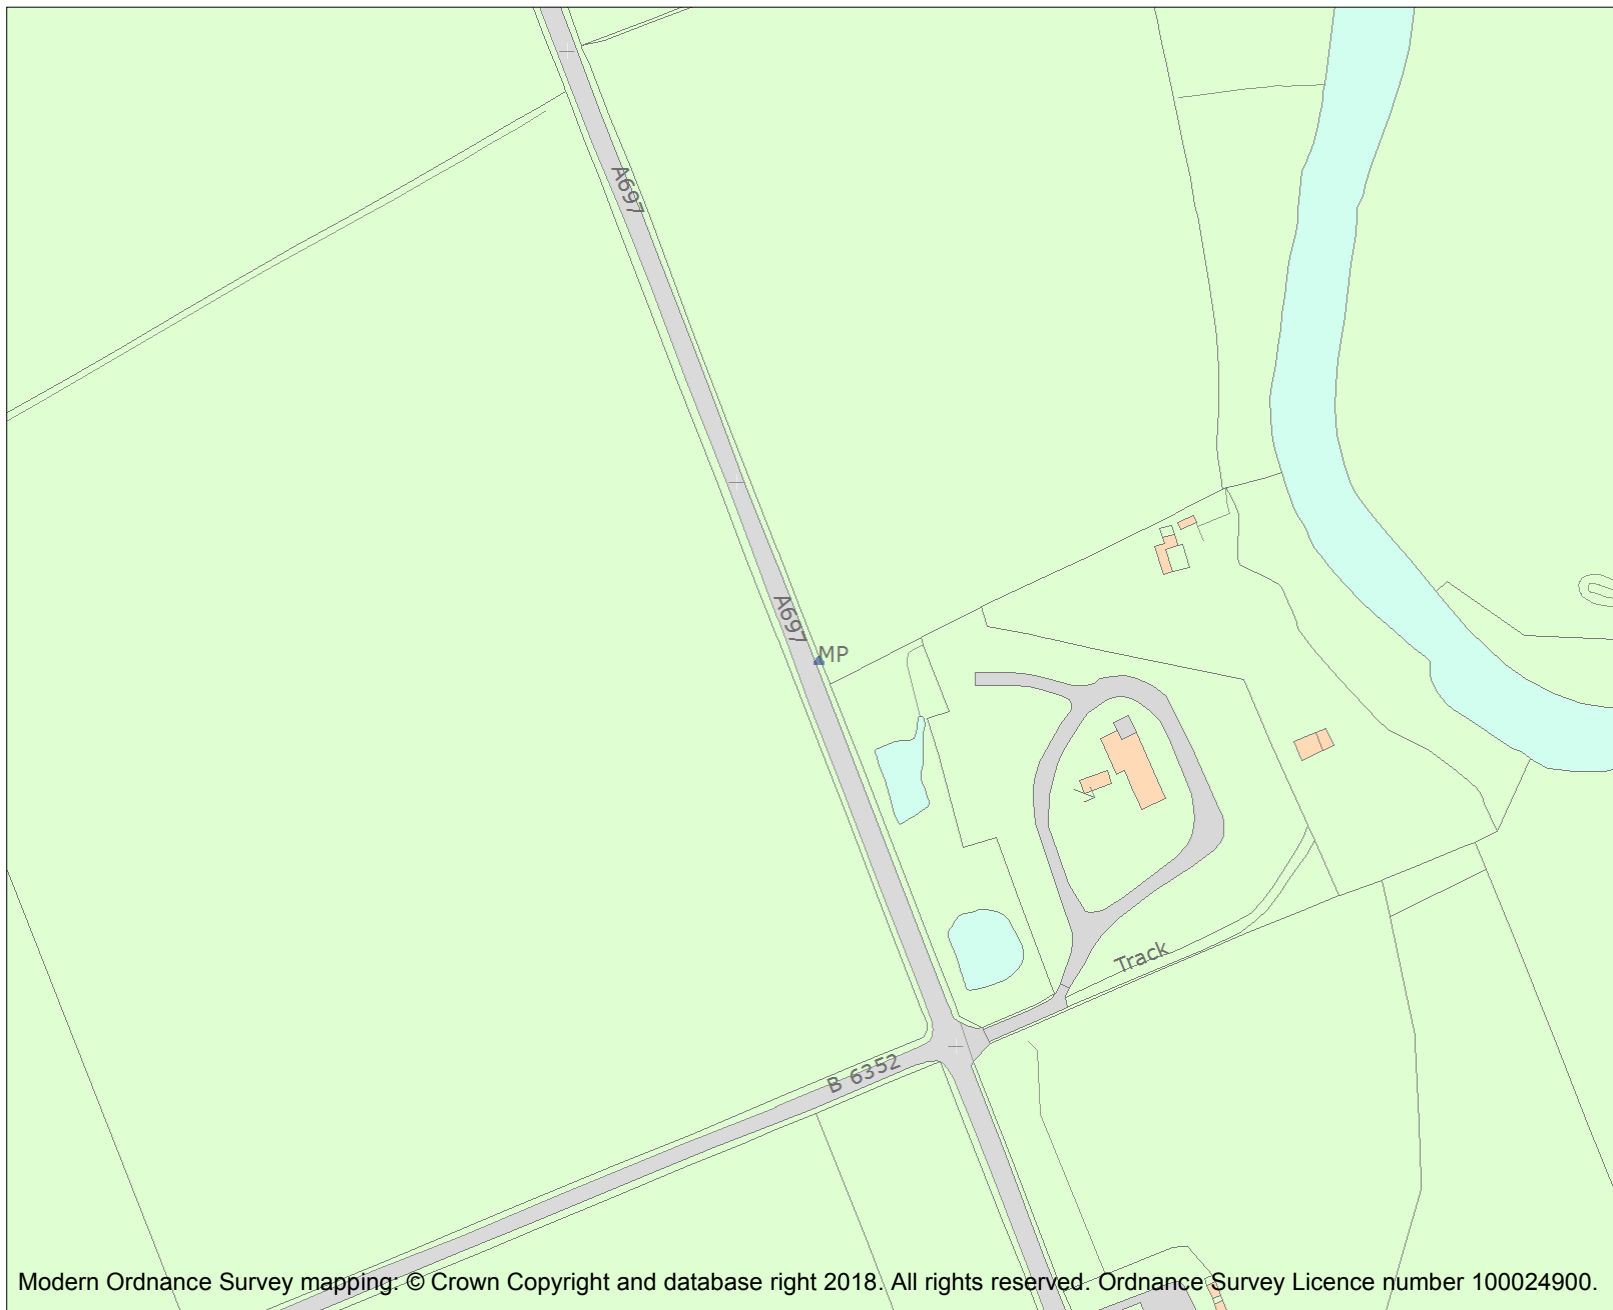 A697
A697
MP
Track
B 6352
Modern Ordnance Survey mapping: © Crown Copyright and database right 2018. All rights reserved. Ordnance Survey Licence number 100024900.